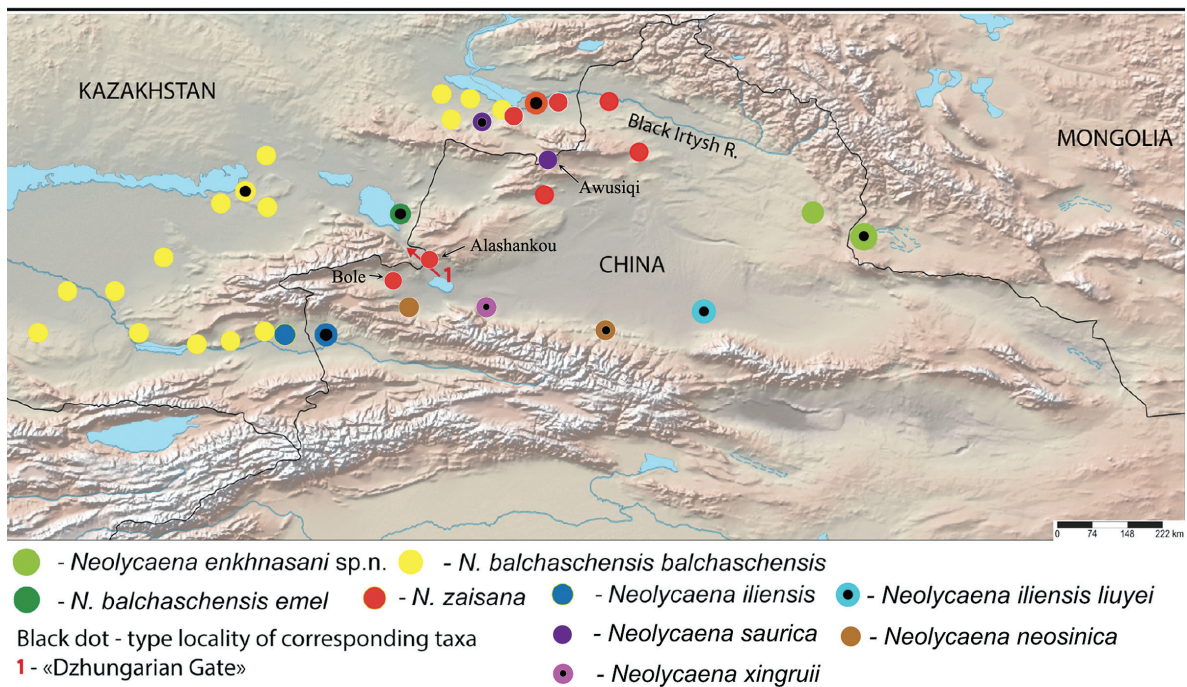 KAZAKHSTAN
MONGOLIA
Black Irtysh R.
Awusiqi
Alashankou
CHINA
Bole
1
0 74 148 222 km
- Neolycaena enkhnasani sp.n.
- N. balchaschensis balchaschensis
- N. balchaschensis emel
- N. zaisana
- Neolycaena iliensis
- Neolycaena iliensis liuyei
Black dot - type locality of corresponding taxa
- Neolycaena saurica
- Neolycaena neosinica
1 - «Dzhungarian Gate»
- Neolycaena xingruii